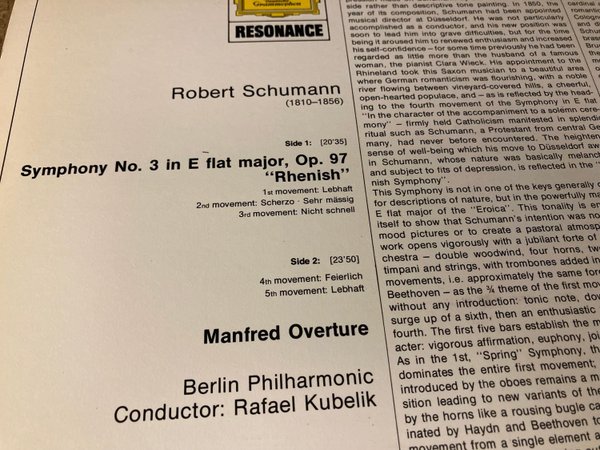 Deutsche
Grammophon
RESONANCE
Robert Schumann
(1810–1856)
Side 1: [20'35]
Symphony No. 3 in E flat major, Op. 97
"Rhenish"
1st movement: Lebhaft
2nd movement: Scherzo · Sehr mässig
3rd movement: Nicht schnell
Side 2: [23'50]
4th movement: Feierlich
5th movement: Lebhaft
Manfred Overture
Berlin Philharmonic
Conductor: Rafael Kubelik
side rather than descriptive tone painting. In 1850, the
year of its composition, Schumann had been appointed
musical director at Düsseldorf. He was not particularly
accomplished as a conductor, and his new position was
soon to lead him into grave difficulties, but for the time
being it aroused him to renewed enthusiasm and increased
his self-confidence – for some time previously he had been
regarded as little more than the husband of a famous
woman, the pianist Clara Wieck. His appointment to the
Rhineland took this Saxon musician to a beautiful area
where German romanticism was flourishing, with a noble
river flowing between vineyard-covered hills, a cheerful,
open-hearted populace, and – as is reflected by the head-
ing to the fourth movement of the Symphony in E flat
"In the character of the accompaniment to a solemn cere-
mony" – firmly held Catholicism manifested in splendid
ritual such as Schumann, a Protestant from central Ger
many, had never before encountered. The heighten
sense of well-being which his move to Düsseldorf aw
in Schumann, whose nature was basically melanch
and subject to fits of depression, is reflected in the "
nish Symphony".
This Symphony is not in one of the keys generally c
for descriptions of nature, but in the powerfully ma
E flat major of the "Eroica". This tonality is en
itself to show that Schumann's intention was no
mood pictures or to create a pastoral atmosp
work opens vigorously with a jubilant forte of
chestra – double woodwind, four horns, tw
timpani and strings, with trombones added in
movements, i.e. approximately the same for
Beethoven – as the ¾ theme of the first mov
without any introduction: tonic note, dow
surge up of a sixth, then an enthusiastic
fourth. The first five bars establish the m
acter: vigorous affirmation, euphony, joi
As in the 1st, "Spring" Symphony, th
dominates the entire first movement;
introduced by the oboes remains a m
sition leading to new variants of the
by the horns like a rousing bugle ca
inated by Haydn and Beethoven to
movement from a single element a
cardinal
romanti
Cologn